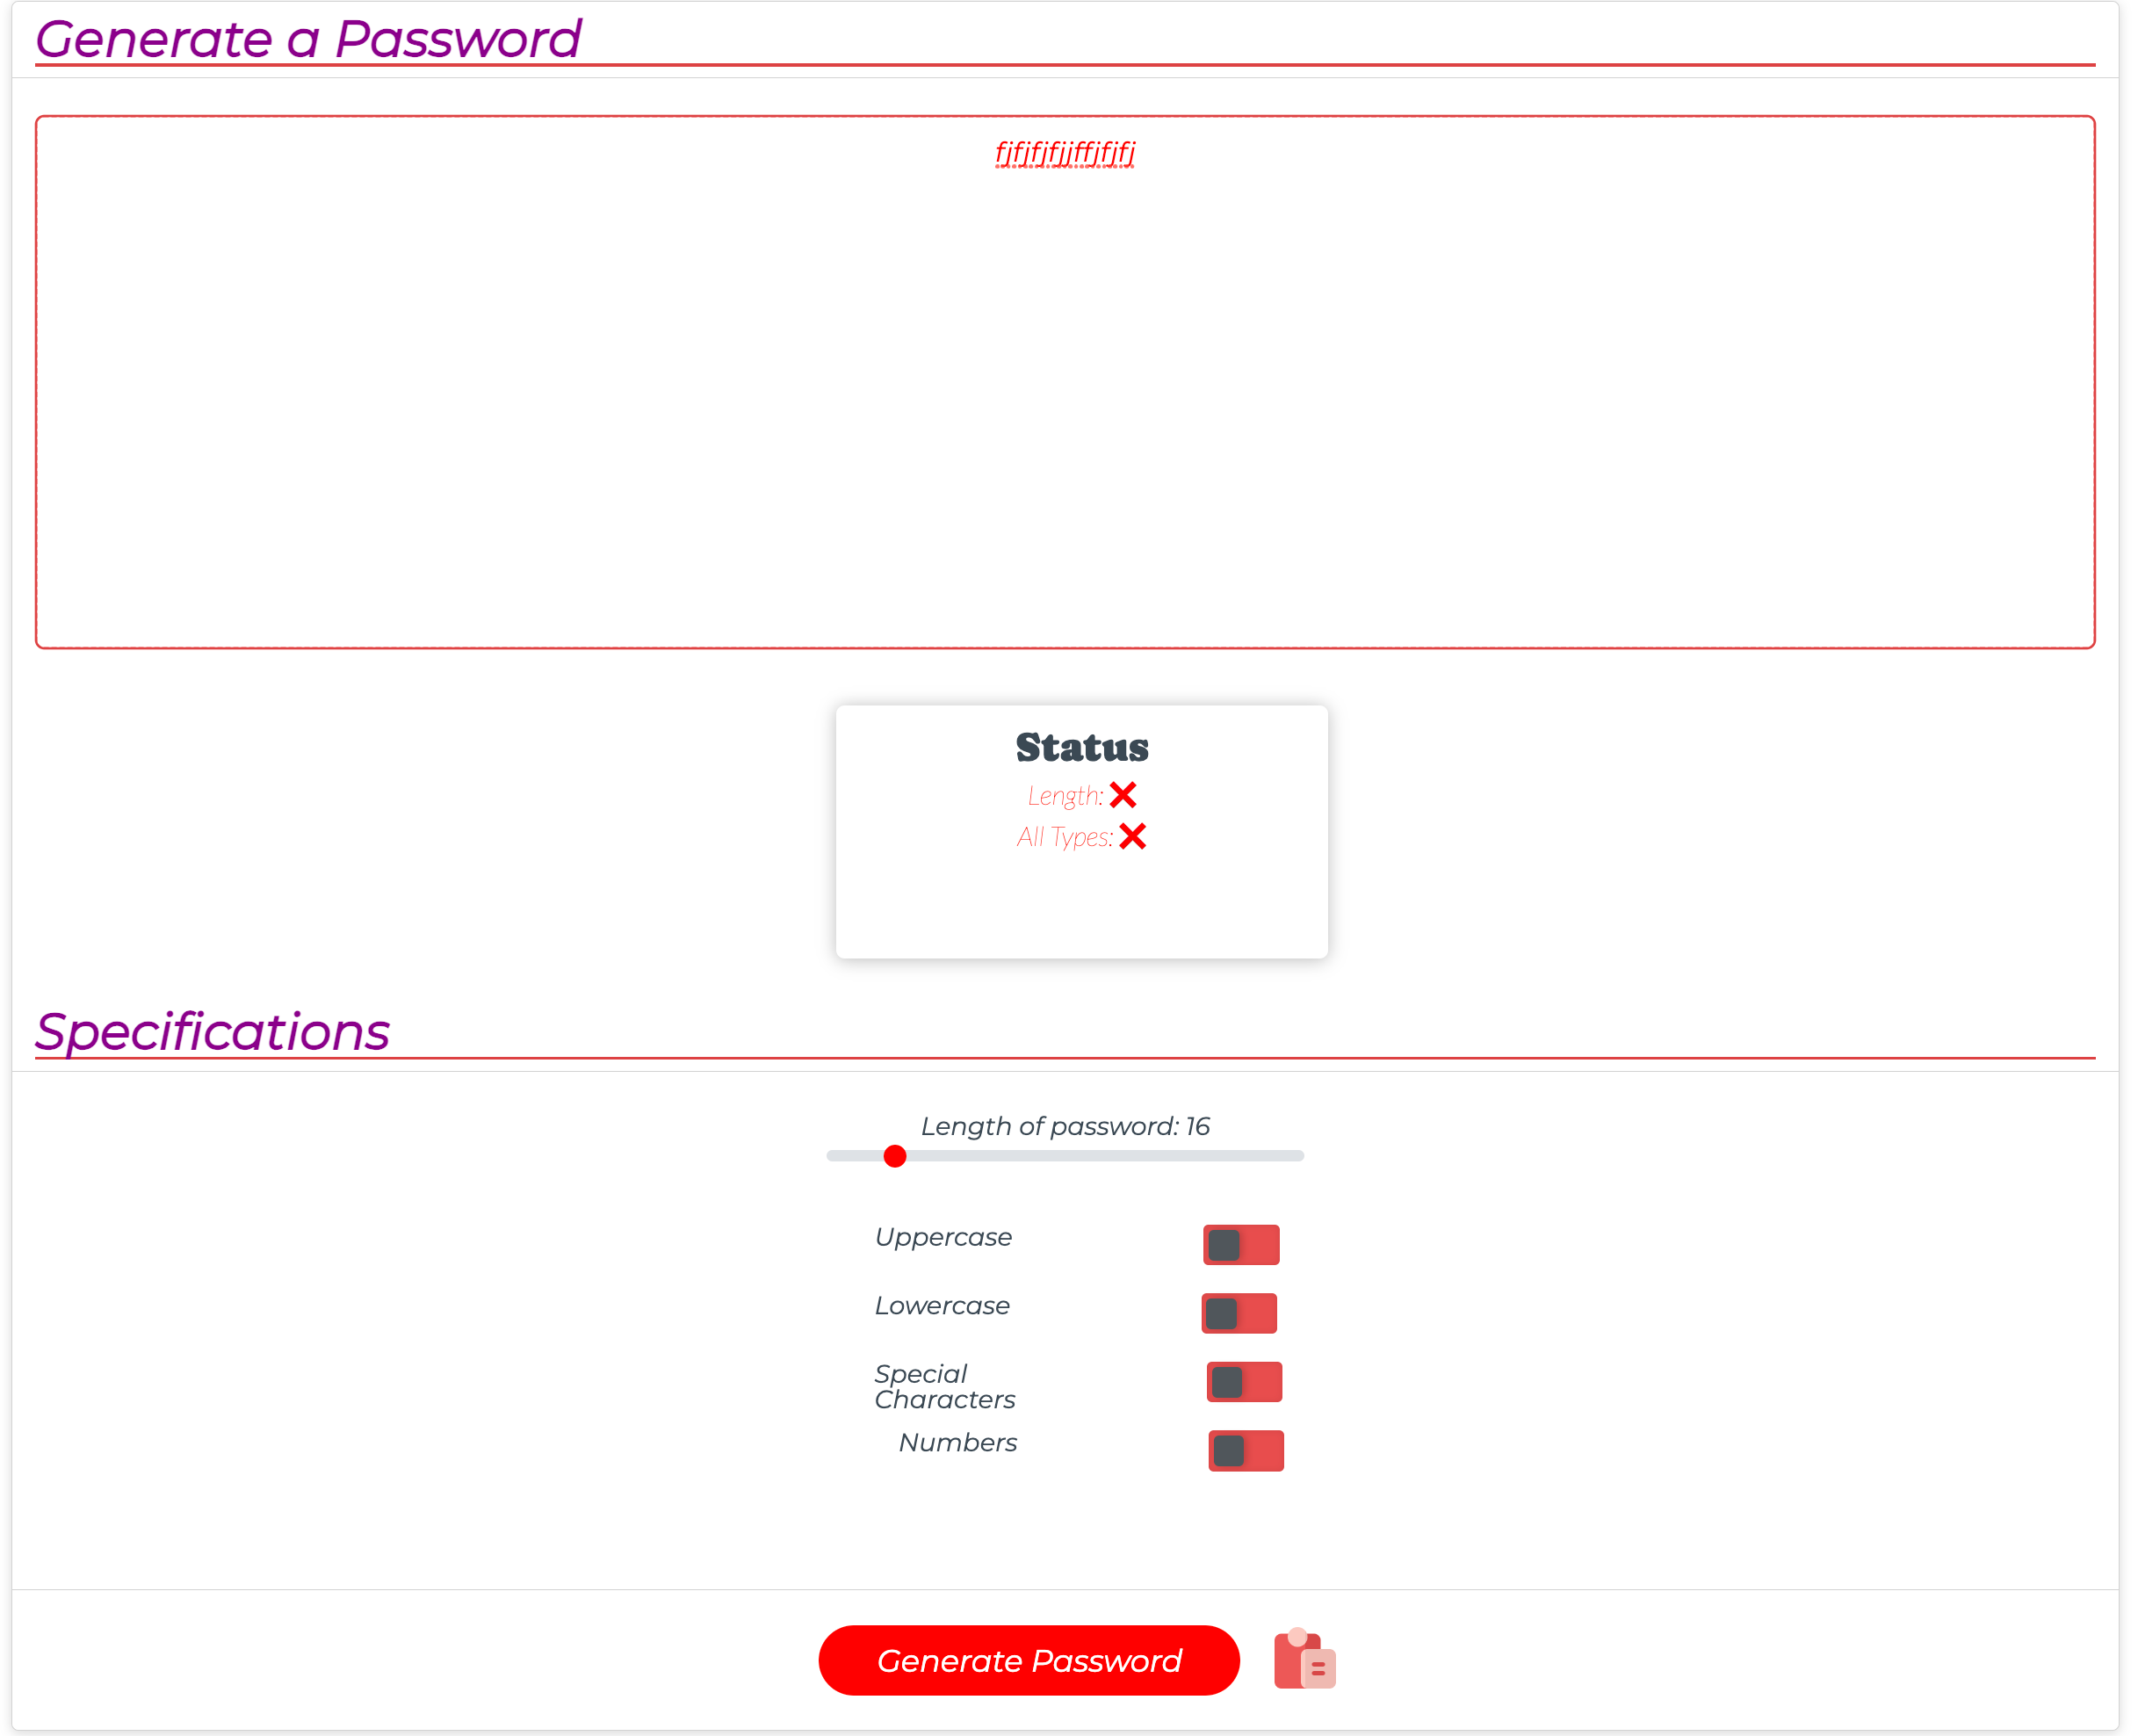 Generate a Password
fjfjfjfjjffjfjfj
Status
Length: ❌
All Types: ❌
Specifications
Length of password: 16
Uppercase
Lowercase
Special
Characters
Numbers
Generate Password